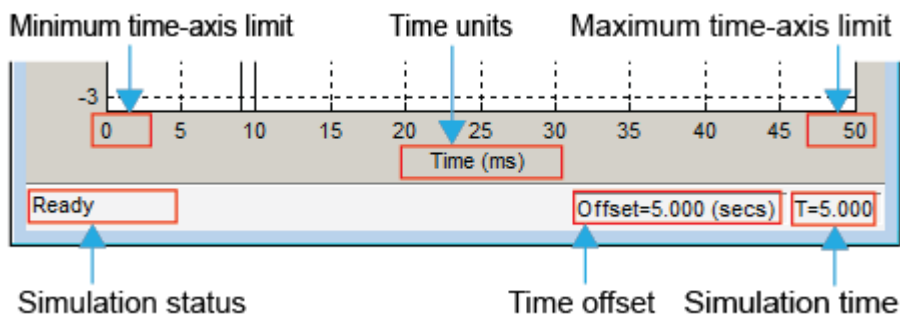 Minimum time-axis limit Time units Maximum time-axis limit
-3
0 5 10 15 20 25 30 35 40 45 50
Time (ms)
Ready Offset=5.000 (secs) T=5.000
Simulation status Time offset Simulation time